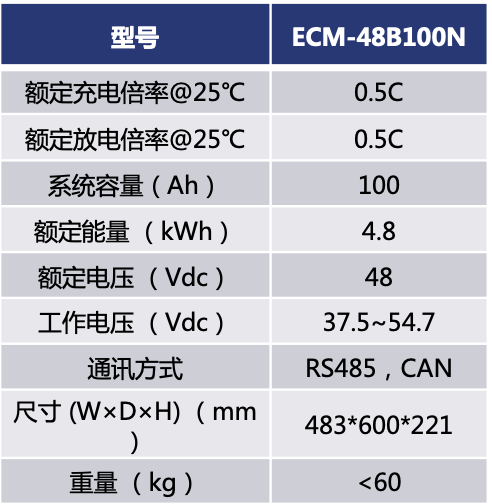 型号 ECM-48B100N
额定充电倍率@25℃ 0.5C
额定放电倍率@25℃ 0.5C
系统容量（Ah） 100
额定能量（kWh） 4.8
额定电压（Vdc） 48
工作电压（Vdc） 37.5~54.7
通讯方式 RS485，CAN
尺寸 (W×D×H) （mm
） 483*600*221
重量（kg） <60